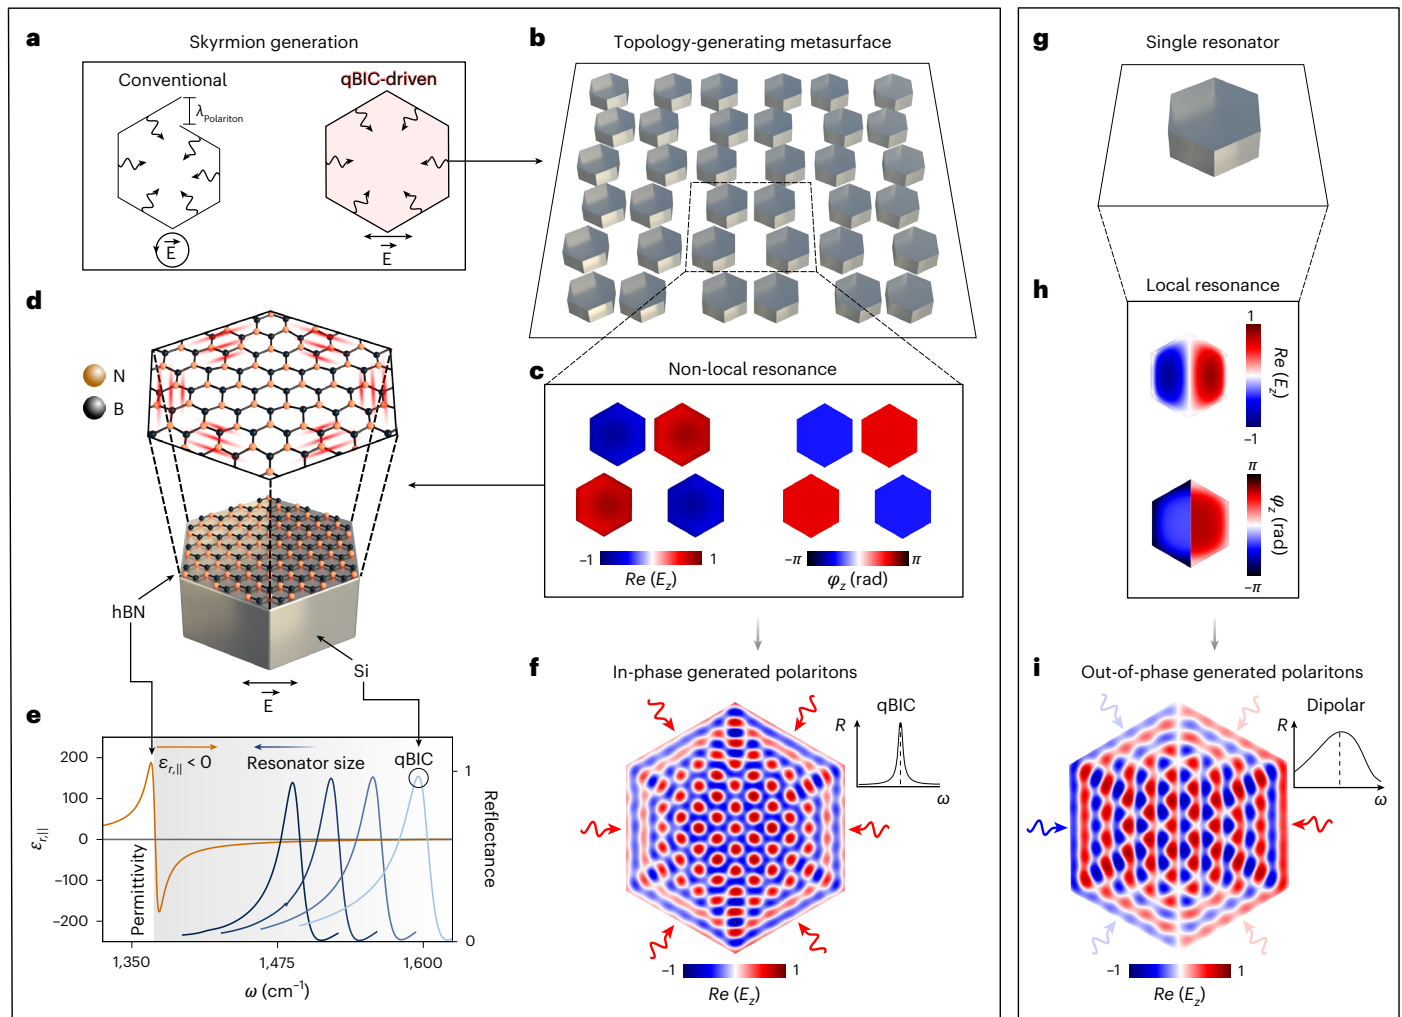 a
Skyrmion generation
Conventional
qBIC-driven
λPolariton
E
E
b
Topology-generating metasurface
c
Non-local resonance
−1
1
Re (Ez)
−π
π
φz (rad)
d
N
B
hBN
Si
E
e
200
100
0
−100
−200
εr,||
εr,|| < 0
Resonator size
qBIC
Permittivity
1
0
Reflectance
1,350
1,475
1,600
ω (cm−1)
f
In-phase generated polaritons
qBIC
R
ω
−1
1
Re (Ez)
g
Single resonator
h
Local resonance
1
−1
Re (Ez)
π
−π
φz (rad)
i
Out-of-phase generated polaritons
Dipolar
R
ω
−1
1
Re (Ez)